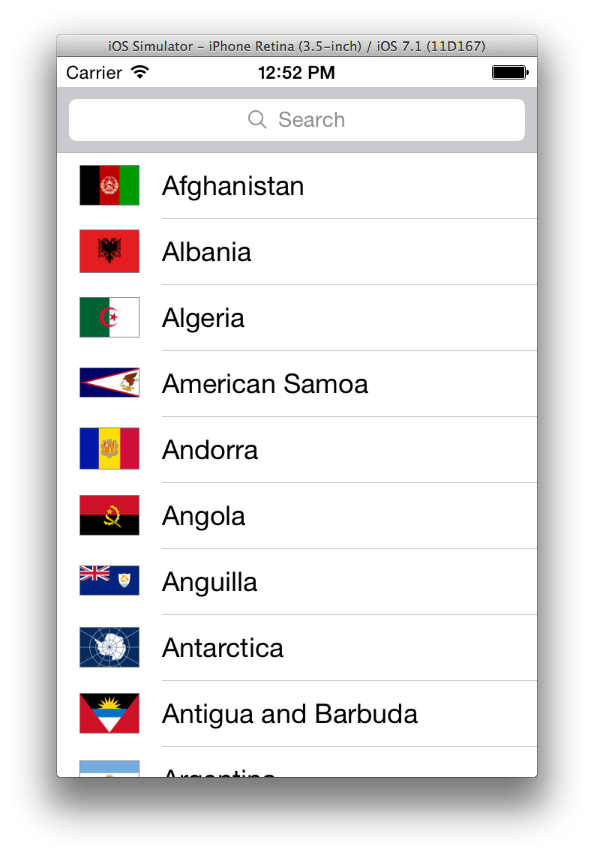 iOS Simulator - iPhone Retina (3.5-inch) / iOS 7.1 (11D167)
Carrier 12:52 PM
Search
Afghanistan
Albania
Algeria
American Samoa
Andorra
Angola
Anguilla
Antarctica
Antigua and Barbuda
Argentina